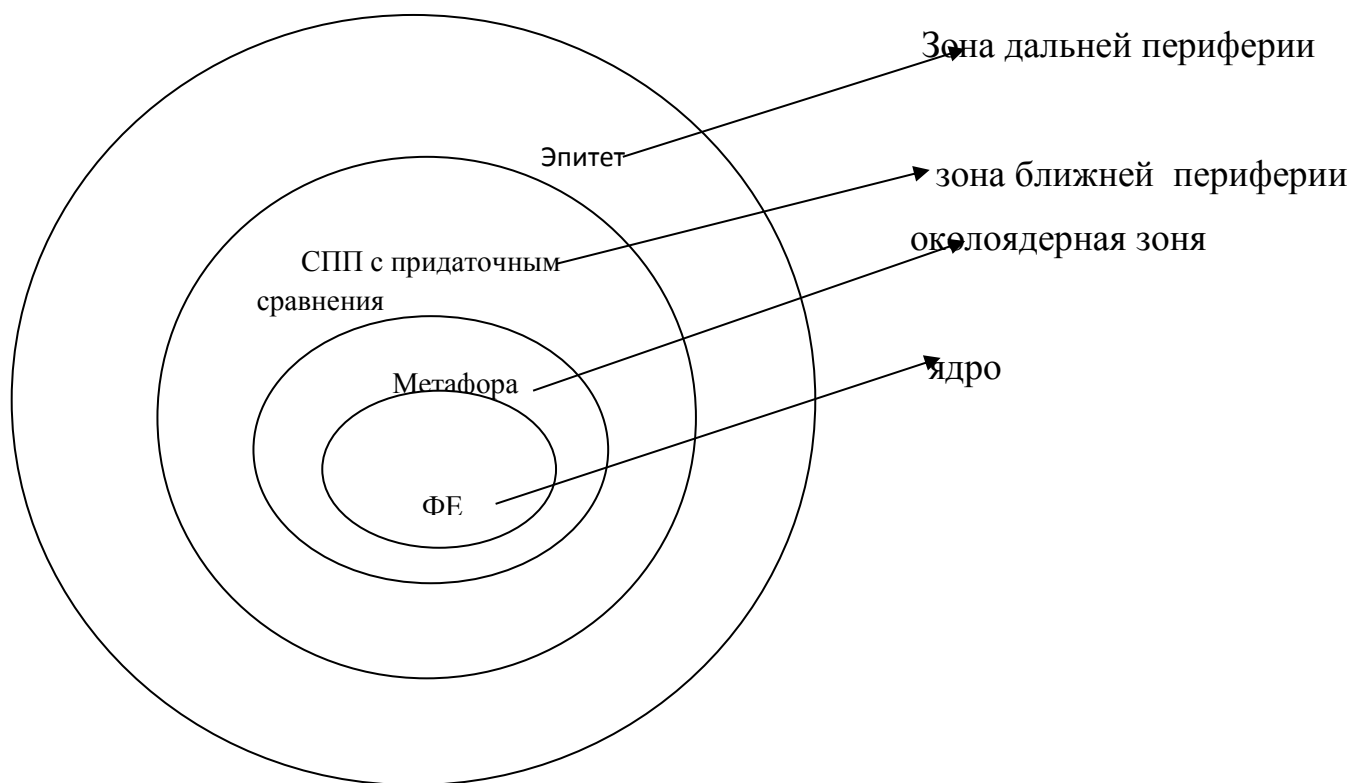 Зона дальней периферии
Эпитет
зона ближней периферии
околоядерная зоня
СПП с придаточным
сравнения
ядро
Метафора
ФЕ